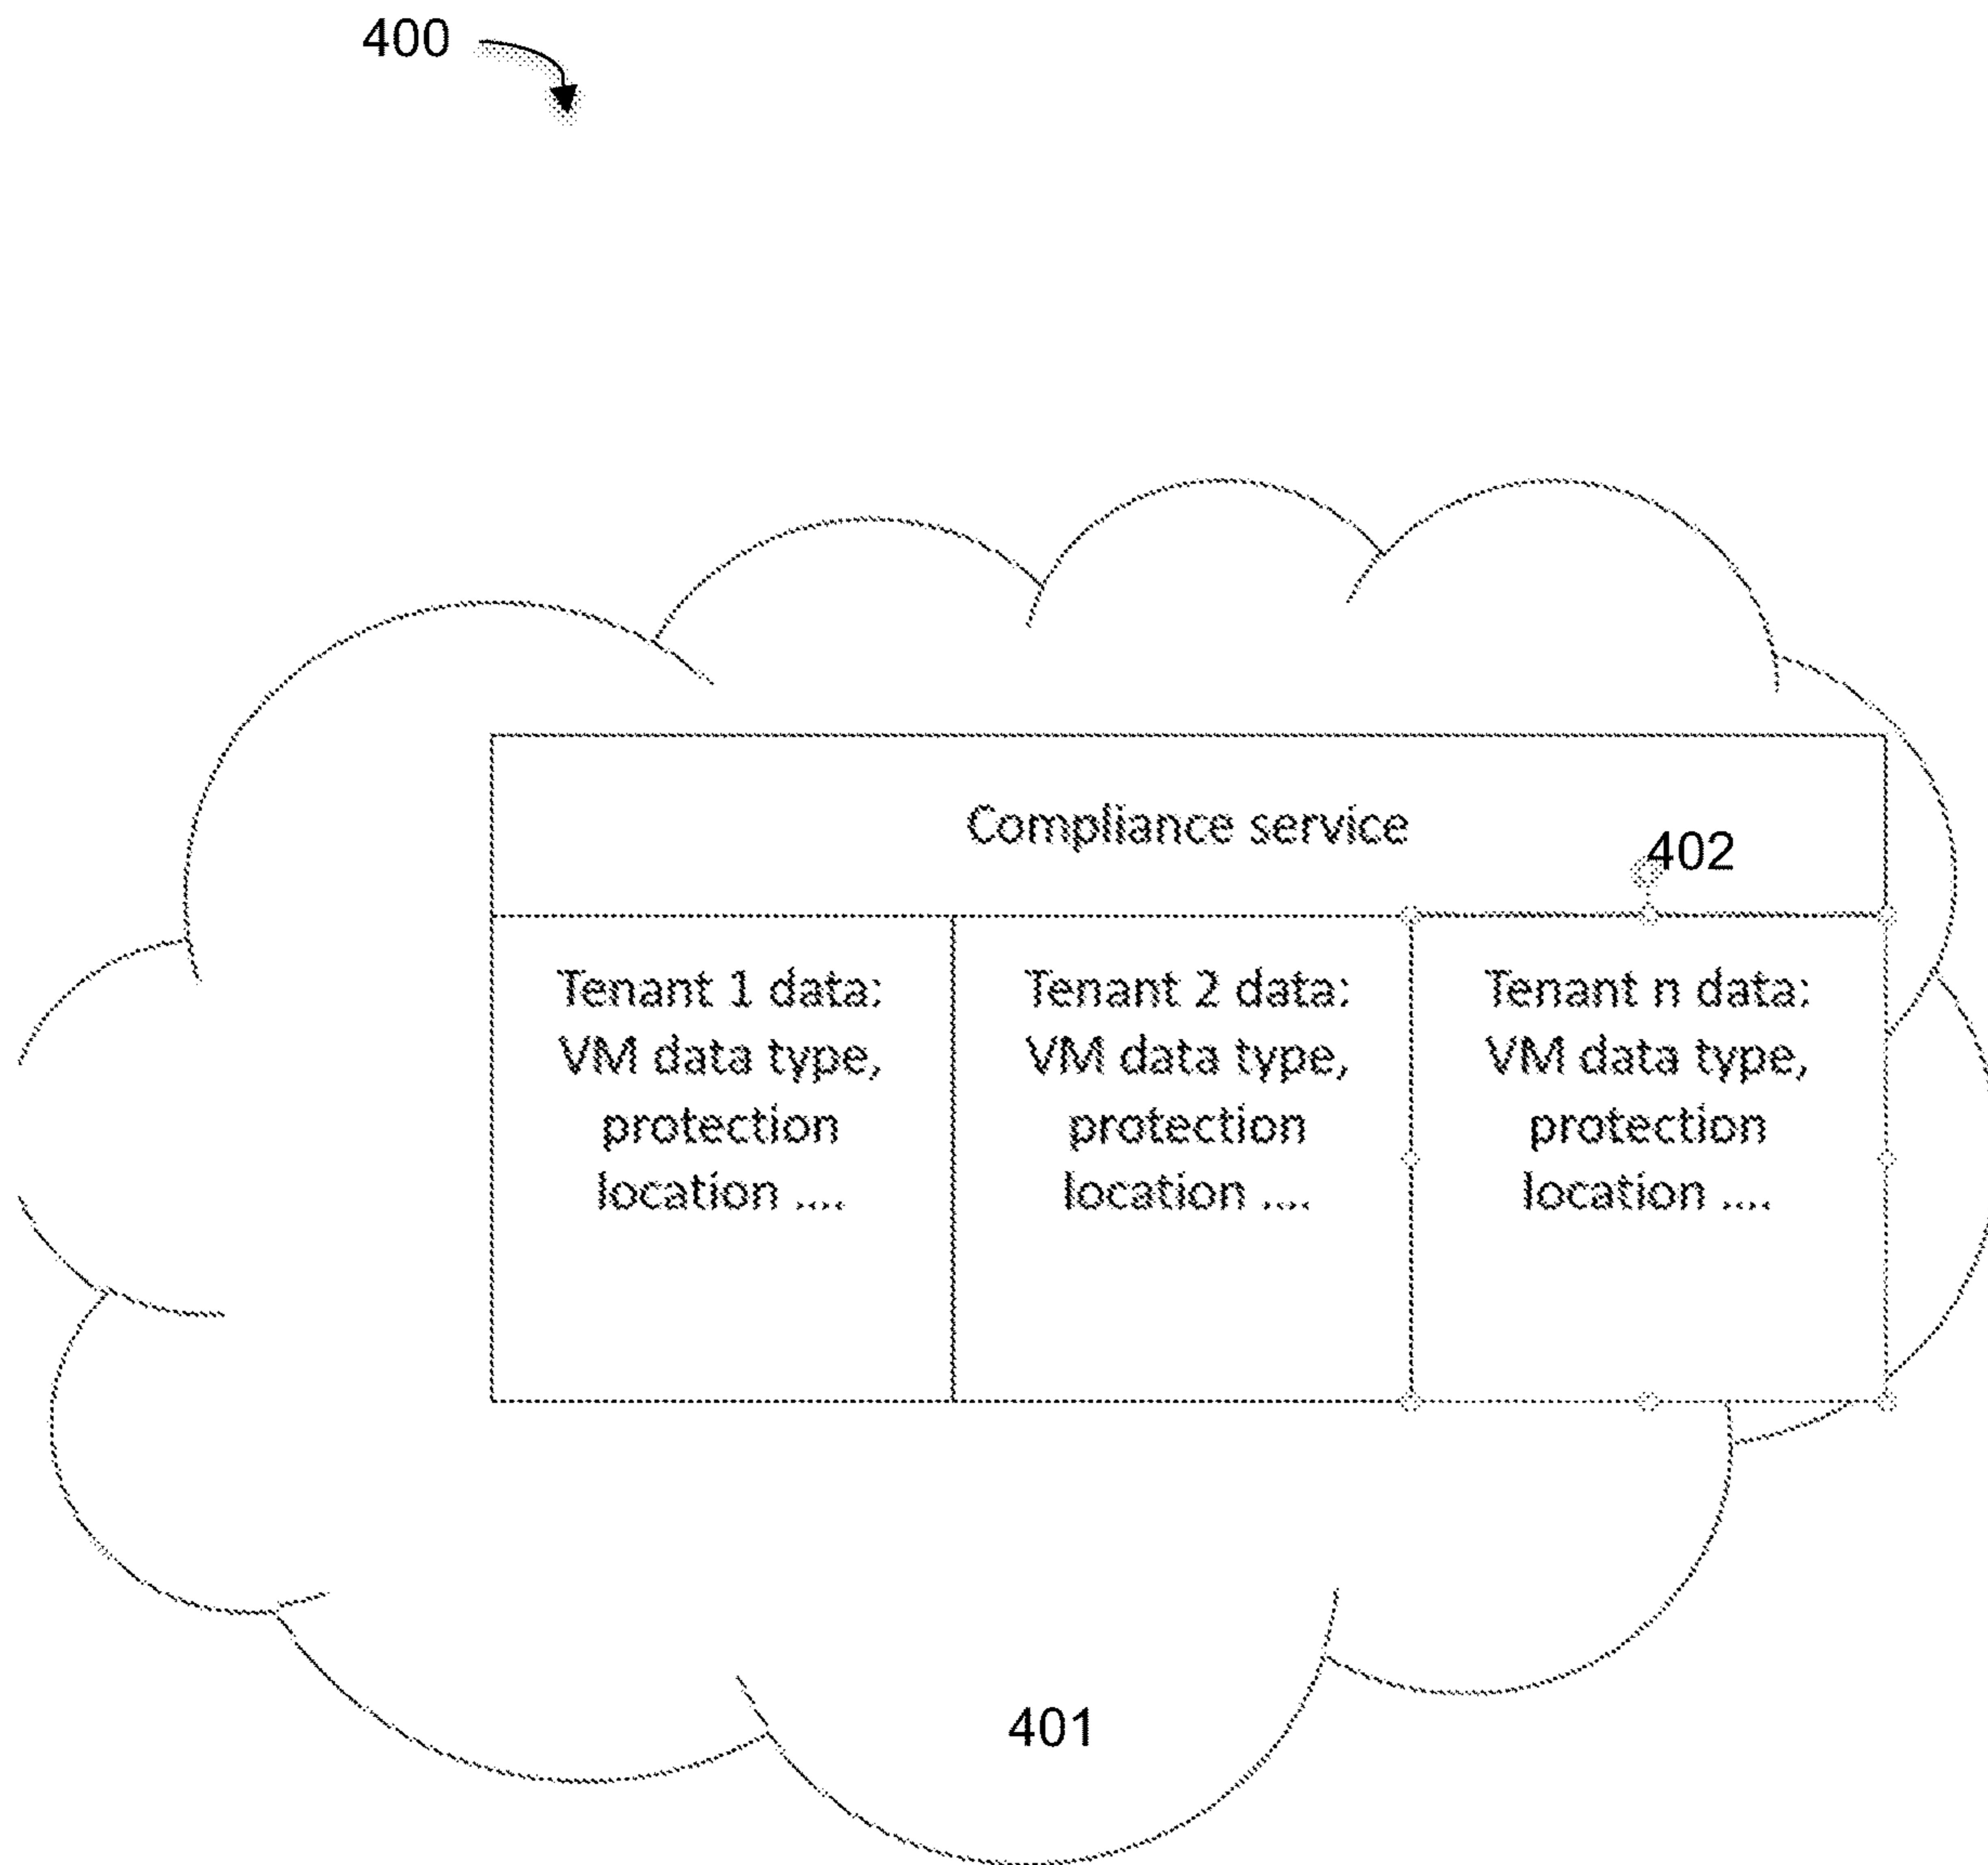 400
Compliance service
402
Tenant 1 data:
VM data type,
protection
location ....
Tenant 2 data:
VM data type,
protection
location ....
Tenant n data:
VM data type,
protection
location ....
401